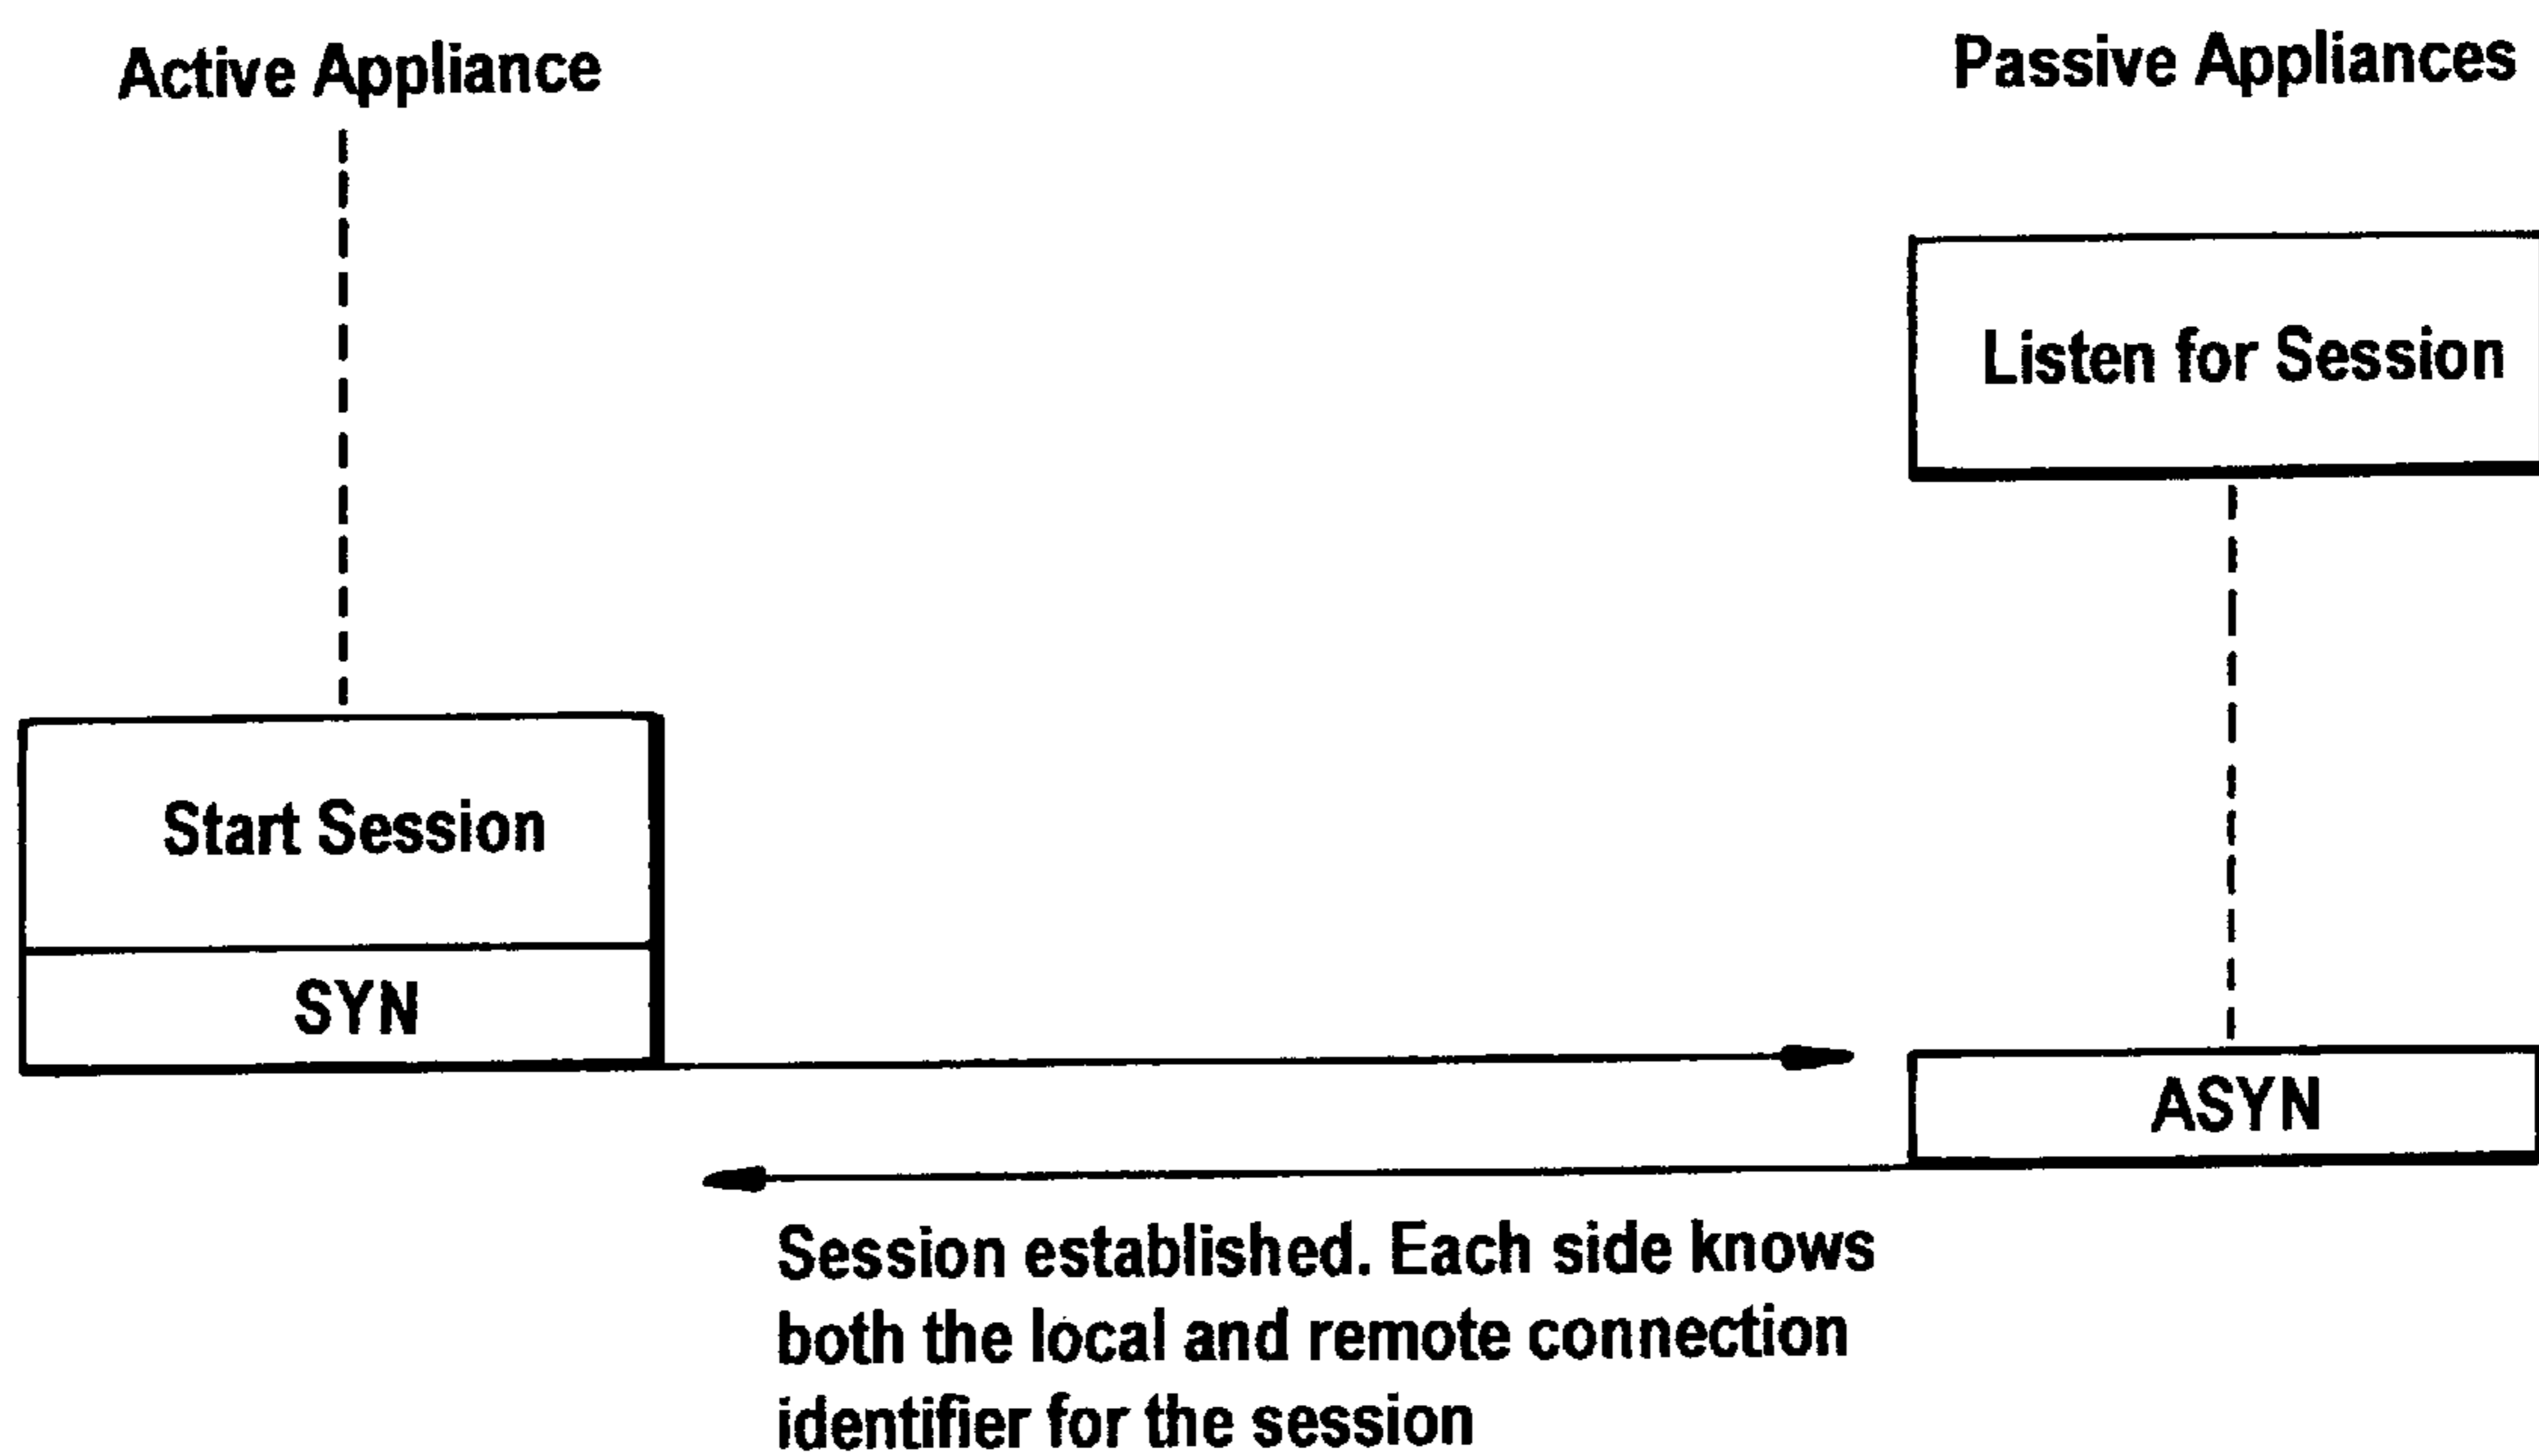 Active Appliance
Passive Appliances
Listen for Session
Start Session
SYN
ASYN
Session established. Each side knows
both the local and remote connection
identifier for the session